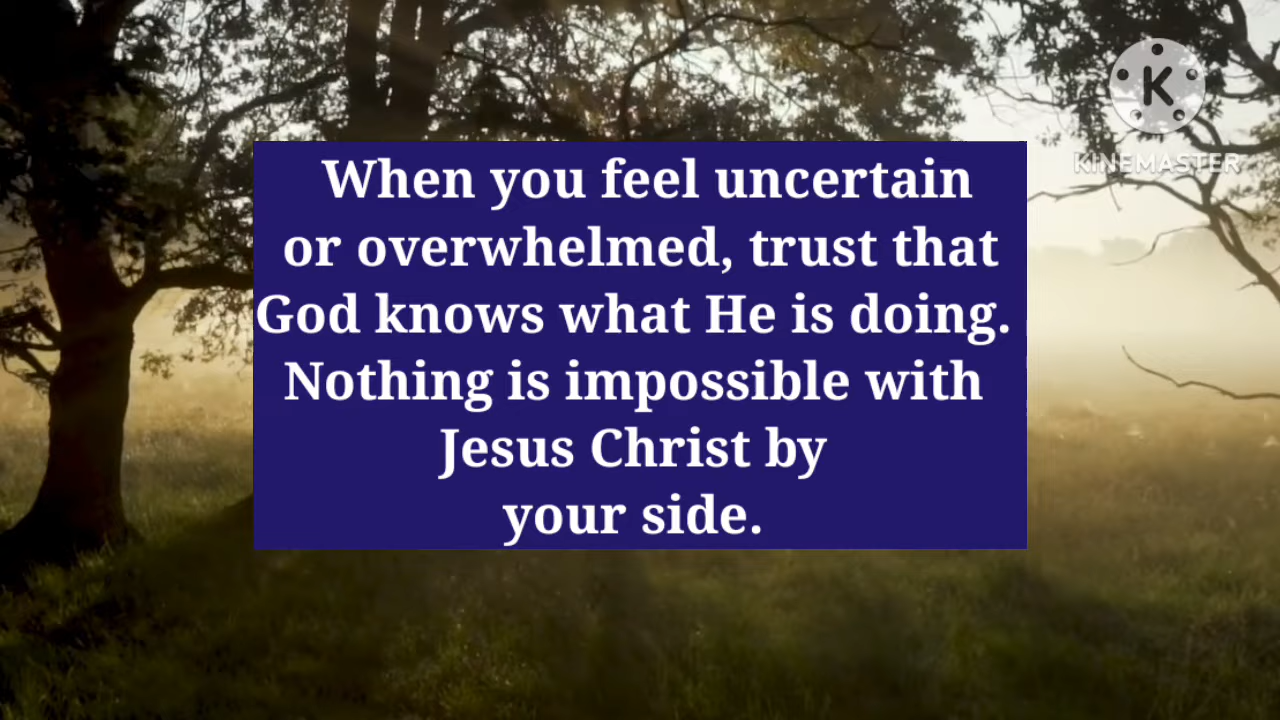 K
KINEMASTER
When you feel uncertain
or overwhelmed, trust that
God knows what He is doing.
Nothing is impossible with
Jesus Christ by
your side.